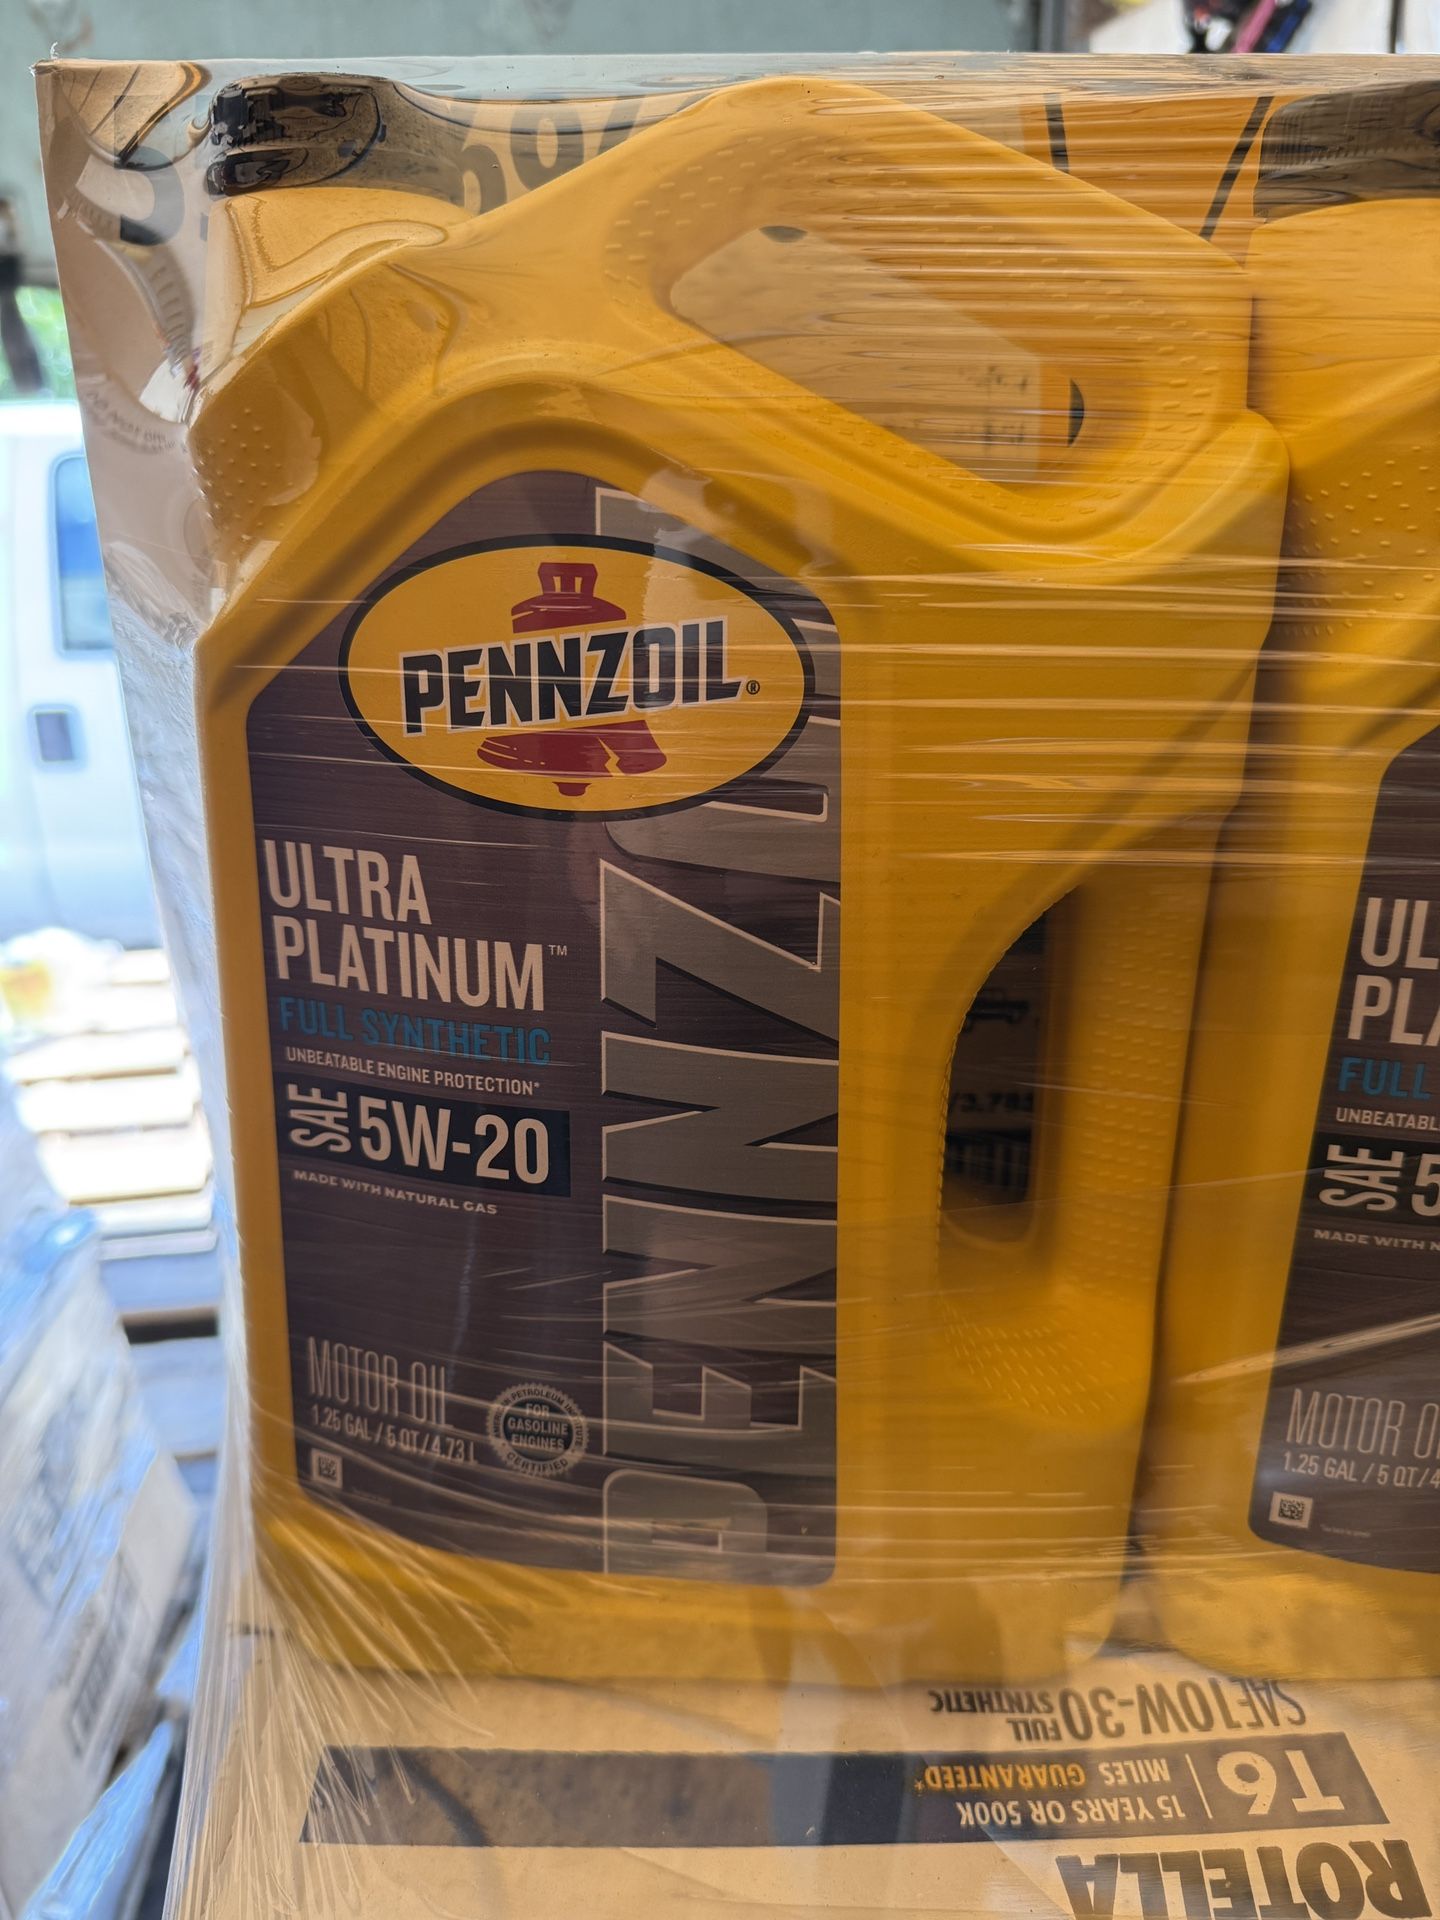 PENNZOIL®
ULTRA
PLATINUM™
FULL SYNTHETIC
UNBEATABLE ENGINE PROTECTION*
SAE 5W-20
MADE WITH NATURAL GAS
MOTOR OIL
1.25 GAL / 5 QT / 4.73 L
AMERICAN PETROLEUM INSTITUTE
FOR
GASOLINE
ENGINES
CERTIFIED
PENNZOIL
UL
PLA
FULL
UNBEATABL
SAE 5
MADE WITH N
MOTOR O
1.25 GAL / 5 QT / 4
ROTELLA
T6
15 YEARS OR 500K
MILES GUARANTEED*
SAE 10W-30
FULL
SYNTHETIC